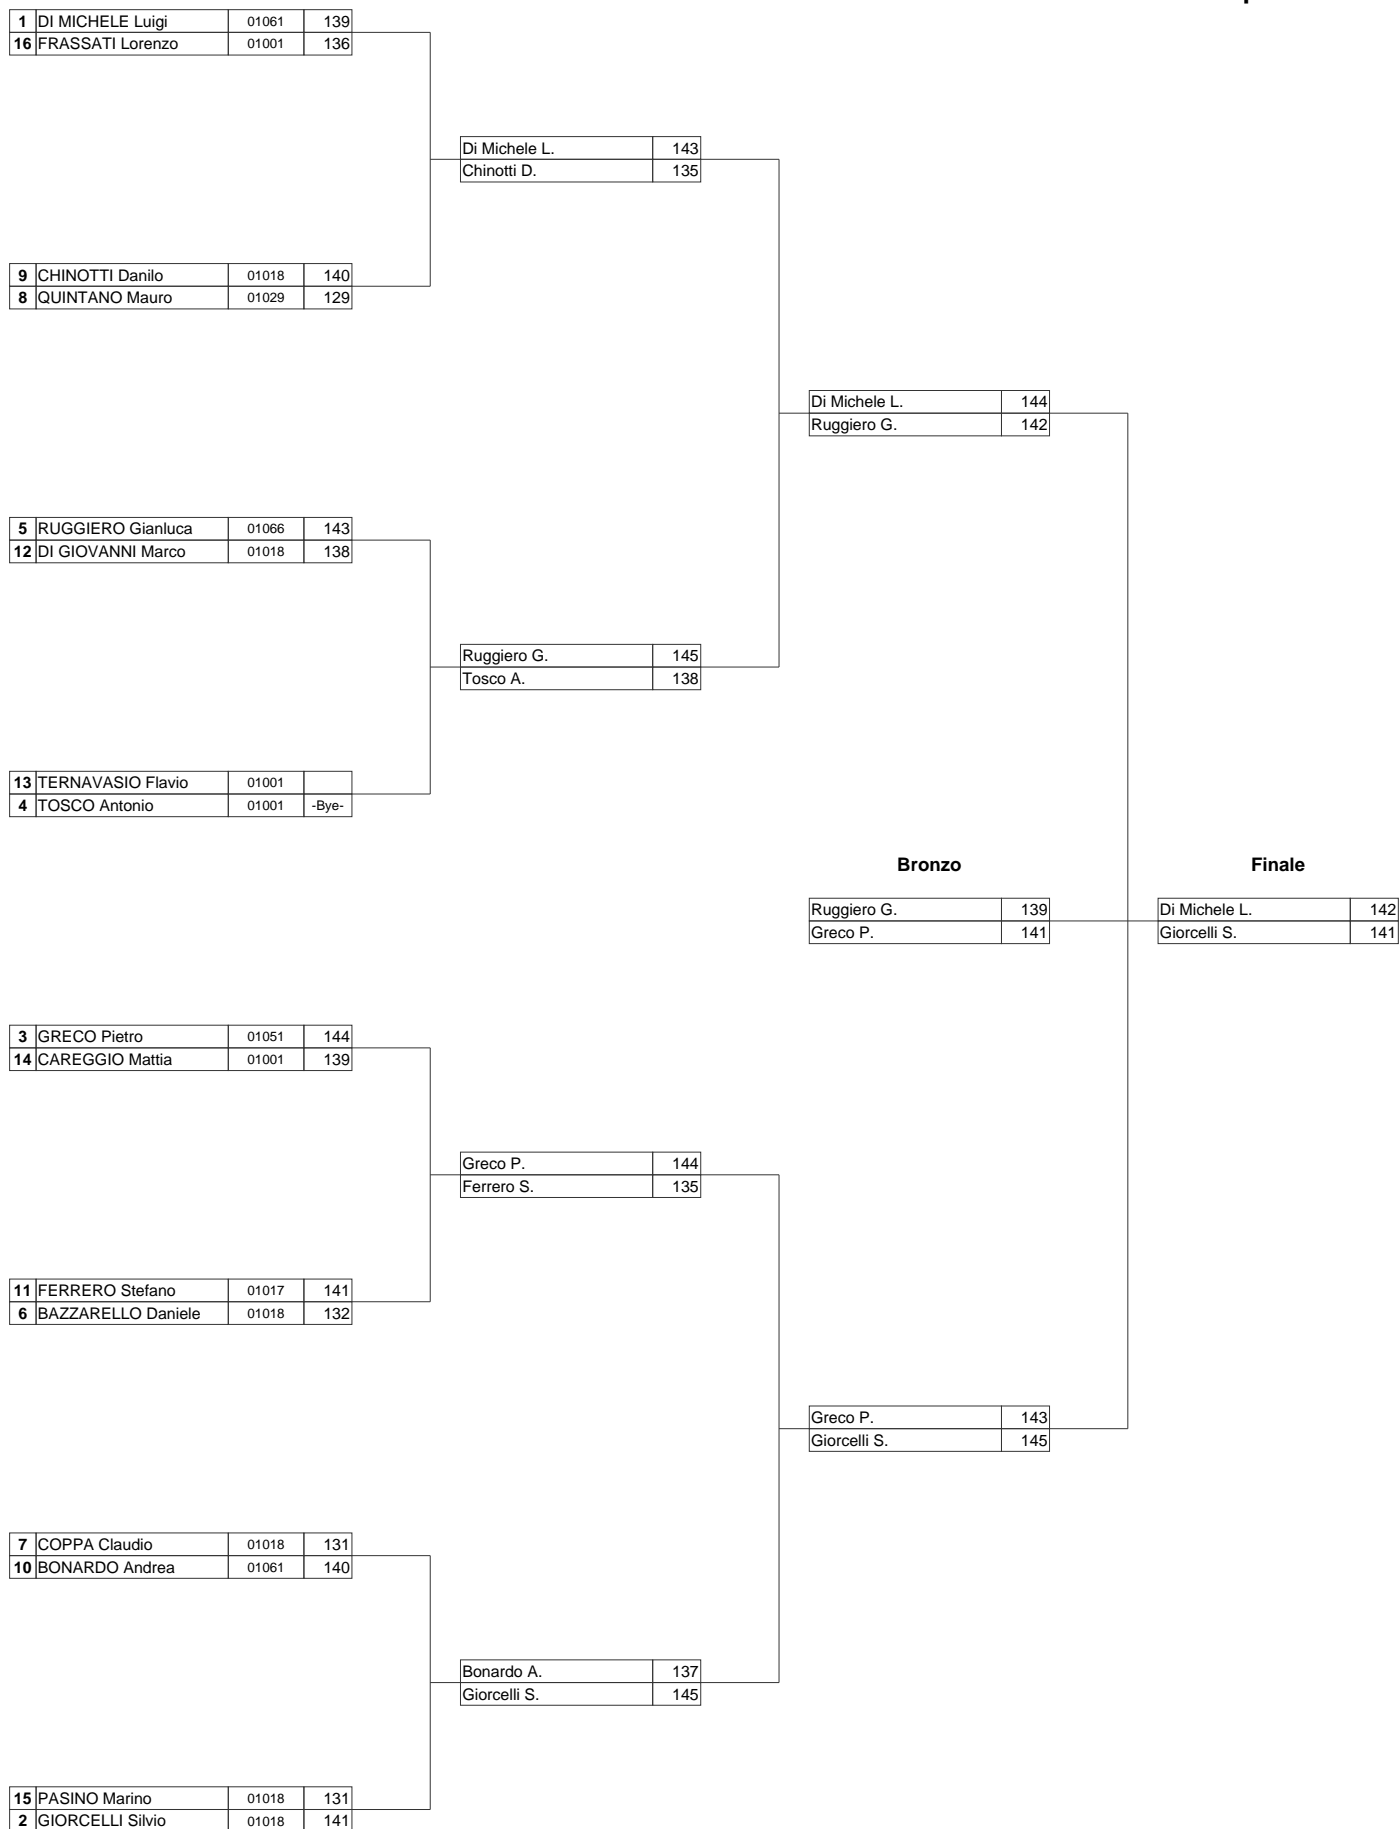 1 DI MICHELE Luigi 01061 139
16 FRASSATI Lorenzo 01001 136
Di Michele L. 143
Chinotti D. 135
9 CHINOTTI Danilo 01018 140
8 QUINTANO Mauro 01029 129
Di Michele L. 144
Ruggiero G. 142
5 RUGGIERO Gianluca 01066 143
12 DI GIOVANNI Marco 01018 138
Ruggiero G. 145
Tosco A. 138
13 TERNAVASIO Flavio 01001
4 TOSCO Antonio 01001 -Bye-
Bronzo Finale
Ruggiero G. 139 Di Michele L. 142
Greco P. 141 Giorcelli S. 141
3 GRECO Pietro 01051 144
14 CAREGGIO Mattia 01001 139
Greco P. 144
Ferrero S. 135
11 FERRERO Stefano 01017 141
6 BAZZARELLO Daniele 01018 132
Greco P. 143
Giorcelli S. 145
7 COPPA Claudio 01018 131
10 BONARDO Andrea 01061 140
Bonardo A. 137
Giorcelli S. 145
15 PASINO Marino 01018 131
2 GIORCELLI Silvio 01018 141